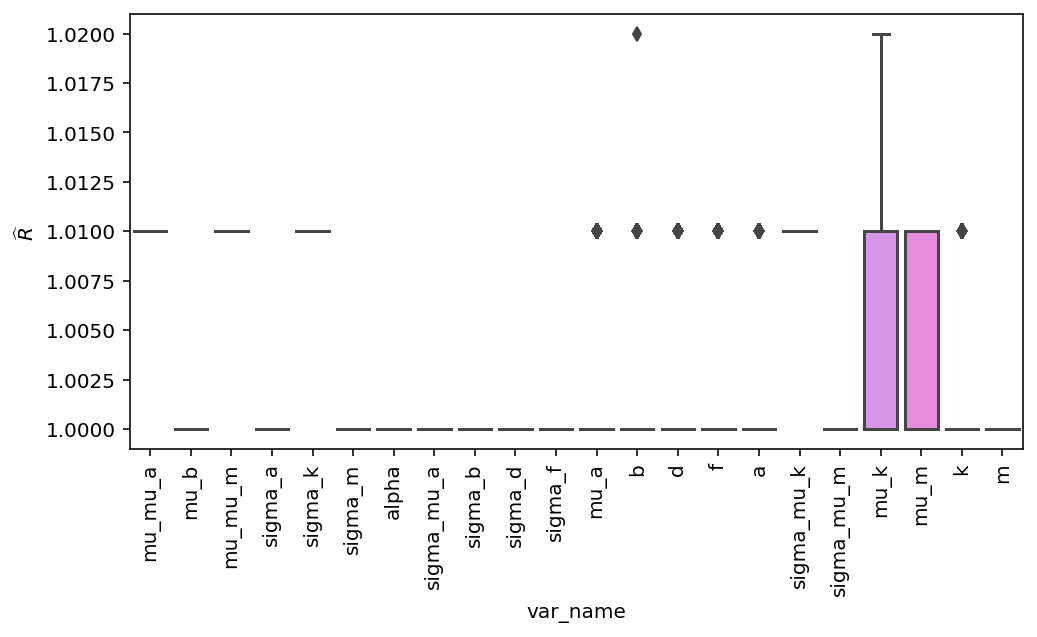 1.0200
1.0175
1.0150
1.0125
1.0100
1.0075
1.0050
1.0025
1.0000
R̂
mu_mu_a
mu_b
mu_mu_m
sigma_a
sigma_k
sigma_m
alpha
sigma_mu_a
sigma_b
sigma_d
sigma_f
mu_a
b
d
f
a
sigma_mu_k
sigma_mu_m
mu_k
mu_m
k
m
var_name